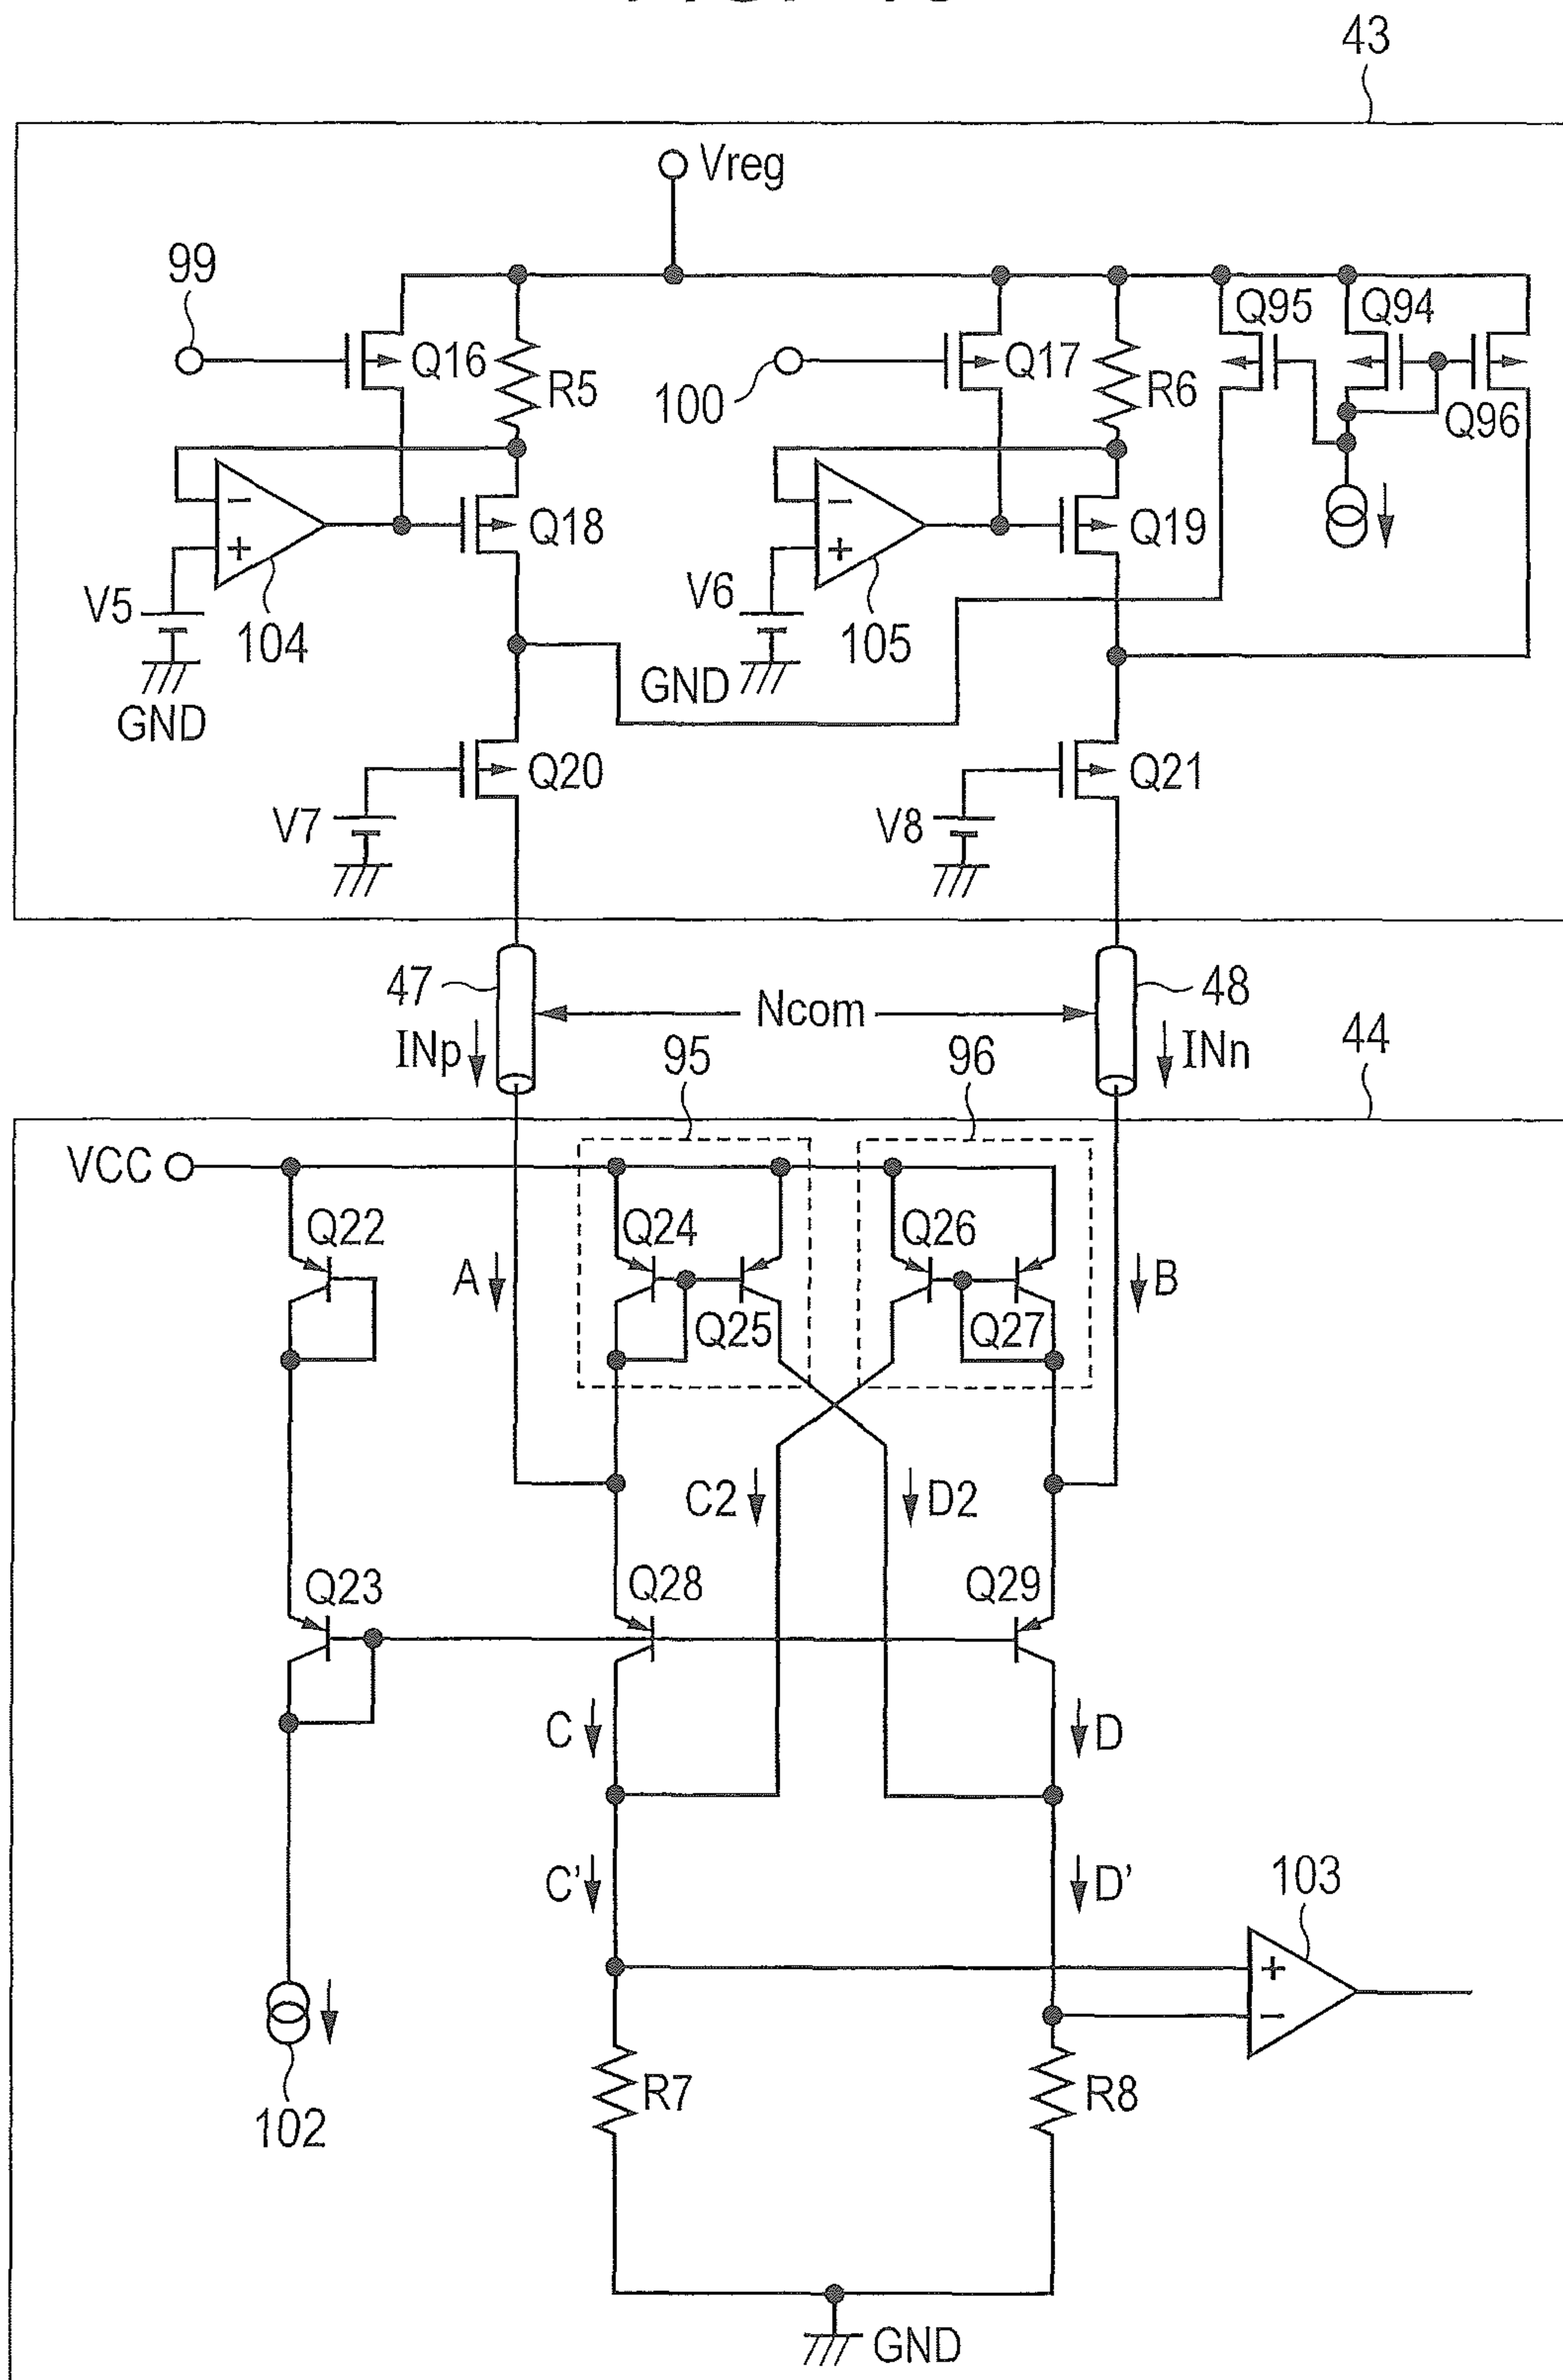 43
Vreg
99
Q16
R5
100
Q17
R6
Q95
Q94
Q96
−
+
Q18
−
+
Q19
V5
104
GND
V6
105
GND
Q20
Q21
V7
V8
47
Ncom
48
INp
INn
95
96
44
VCC
Q22
Q24
Q26
A
B
Q25
Q27
C2
D2
Q23
Q28
Q29
C
D
C'
D'
103
+
−
R7
R8
102
GND